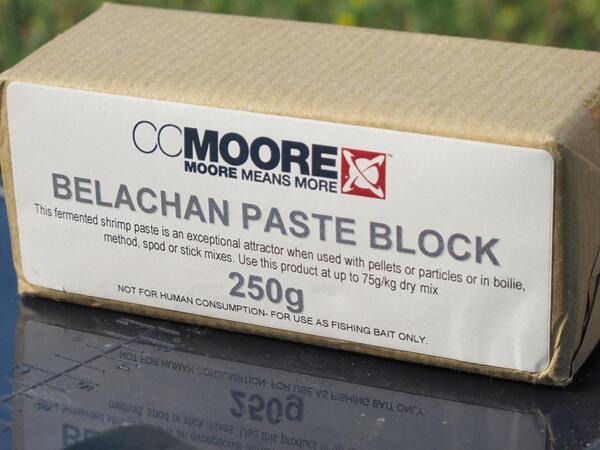 CCMOORE
MOORE MEANS MORE
BELACHAN PASTE BLOCK
This fermented shrimp paste is an exceptional attractor when used with pellets or particles or in boilie,
method, spod or stick mixes. Use this product at up to 75g/kg dry mix
250g
NOT FOR HUMAN CONSUMPTION- FOR USE AS FISHING BAIT ONLY.